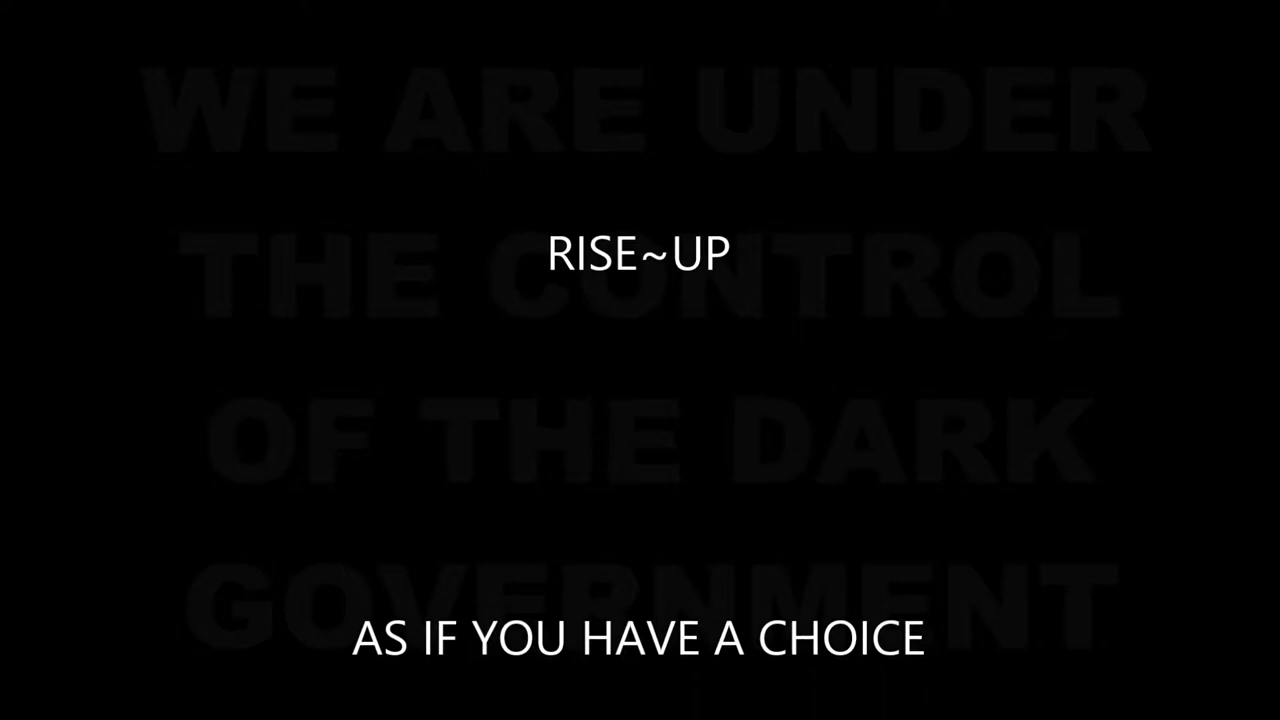 WE ARE UNDER
THE CONTROL
RISE~UP
OF THE DARK
GOVERNMENT
AS IF YOU HAVE A CHOICE